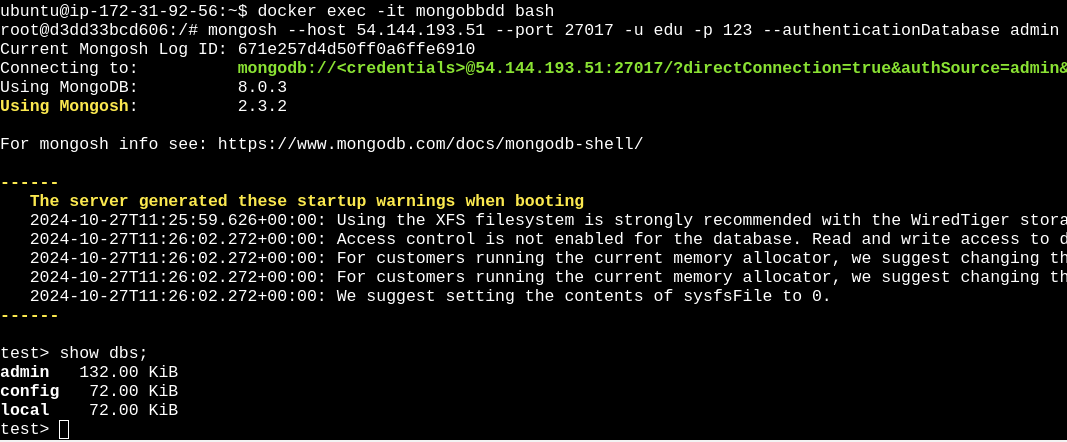 ubuntu@ip-172-31-92-56:~$ docker exec -it mongobbdd bash
root@d3dd33bcd606:/# mongosh --host 54.144.193.51 --port 27017 -u edu -p 123 --authenticationDatabase admin
Current Mongosh Log ID: 671e257d4d50ff0a6ffe6910
Connecting to:          mongodb://<credentials>@54.144.193.51:27017/?directConnection=true&authSource=admin&
Using MongoDB:          8.0.3
Using Mongosh:          2.3.2
For mongosh info see: https://www.mongodb.com/docs/mongodb-shell/
------
   The server generated these startup warnings when booting
   2024-10-27T11:25:59.626+00:00: Using the XFS filesystem is strongly recommended with the WiredTiger stora
   2024-10-27T11:26:02.272+00:00: Access control is not enabled for the database. Read and write access to d
   2024-10-27T11:26:02.272+00:00: For customers running the current memory allocator, we suggest changing th
   2024-10-27T11:26:02.272+00:00: For customers running the current memory allocator, we suggest changing th
   2024-10-27T11:26:02.272+00:00: We suggest setting the contents of sysfsFile to 0.
------
test> show dbs;
admin   132.00 KiB
config   72.00 KiB
local    72.00 KiB
test>